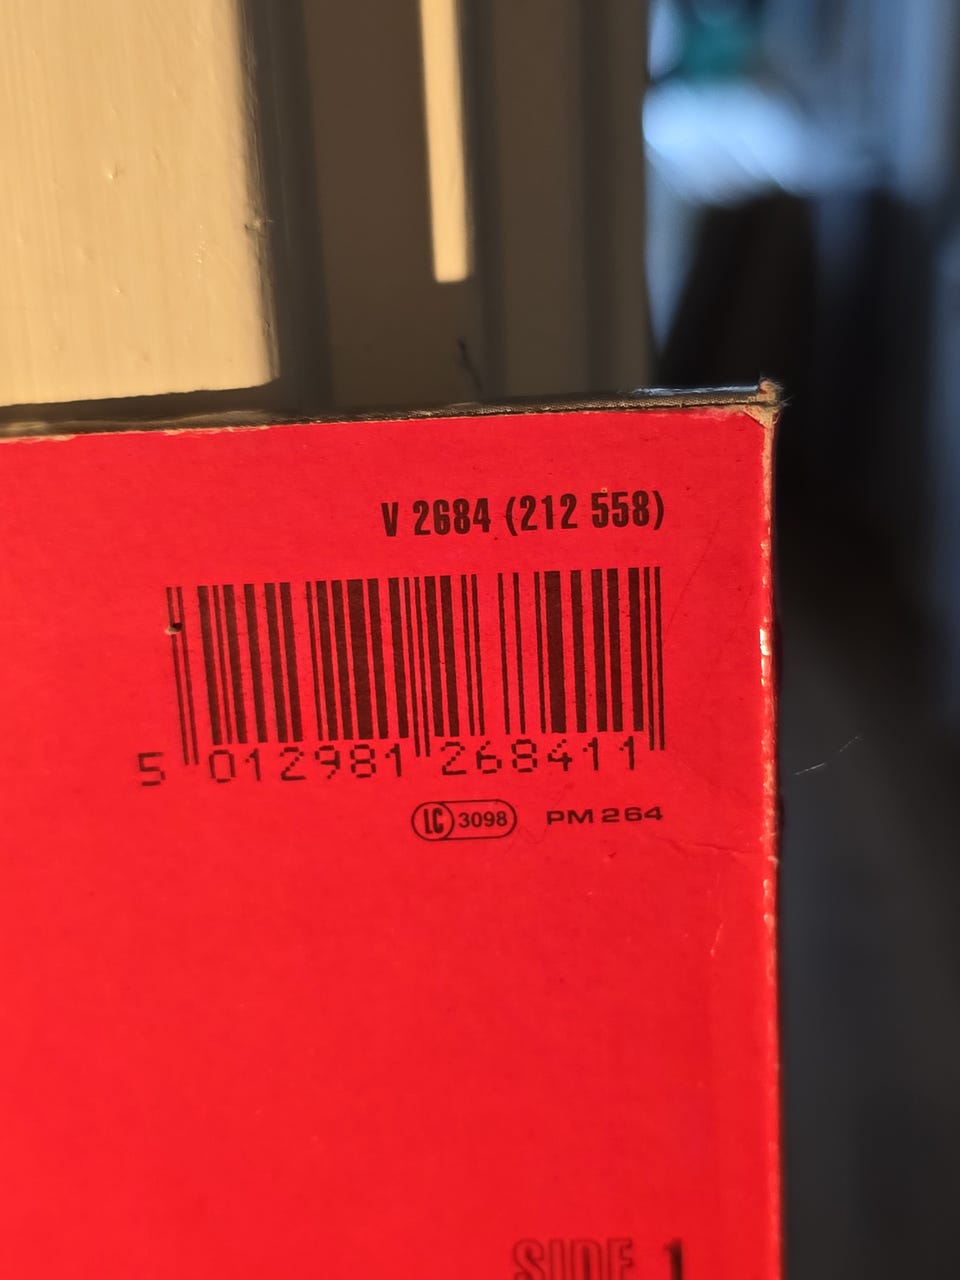 V 2684 (212 558)
5 012981 268411
LC 3098 PM 264
SIDE 1